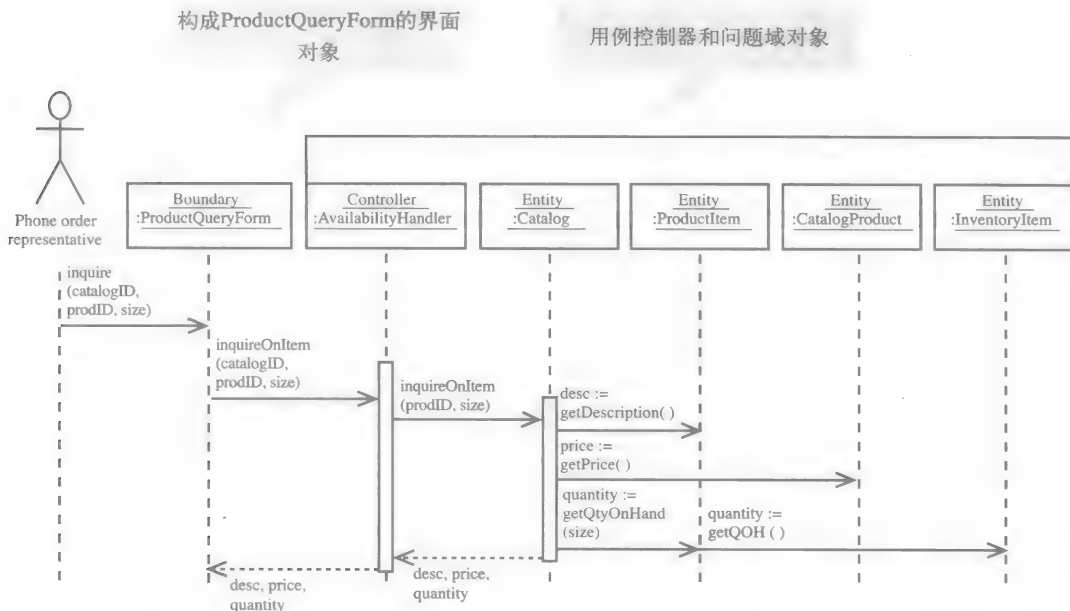 构成ProductQueryForm的界面
对象
用例控制器和问题域对象
Phone order
representative
Boundary
:ProductQueryForm
Controller
:AvailabilityHandler
Entity
:Catalog
Entity
:ProductItem
Entity
:CatalogProduct
Entity
:InventoryItem
inquire
(catalogID,
prodID, size)
inquireOnItem
(catalogID,
prodID, size)
inquireOnItem
(prodID, size)
desc :=
getDescription( )
price :=
getPrice( )
quantity :=
getQtyOnHand
(size)
quantity :=
getQOH ( )
desc, price,
quantity
desc, price,
quantity